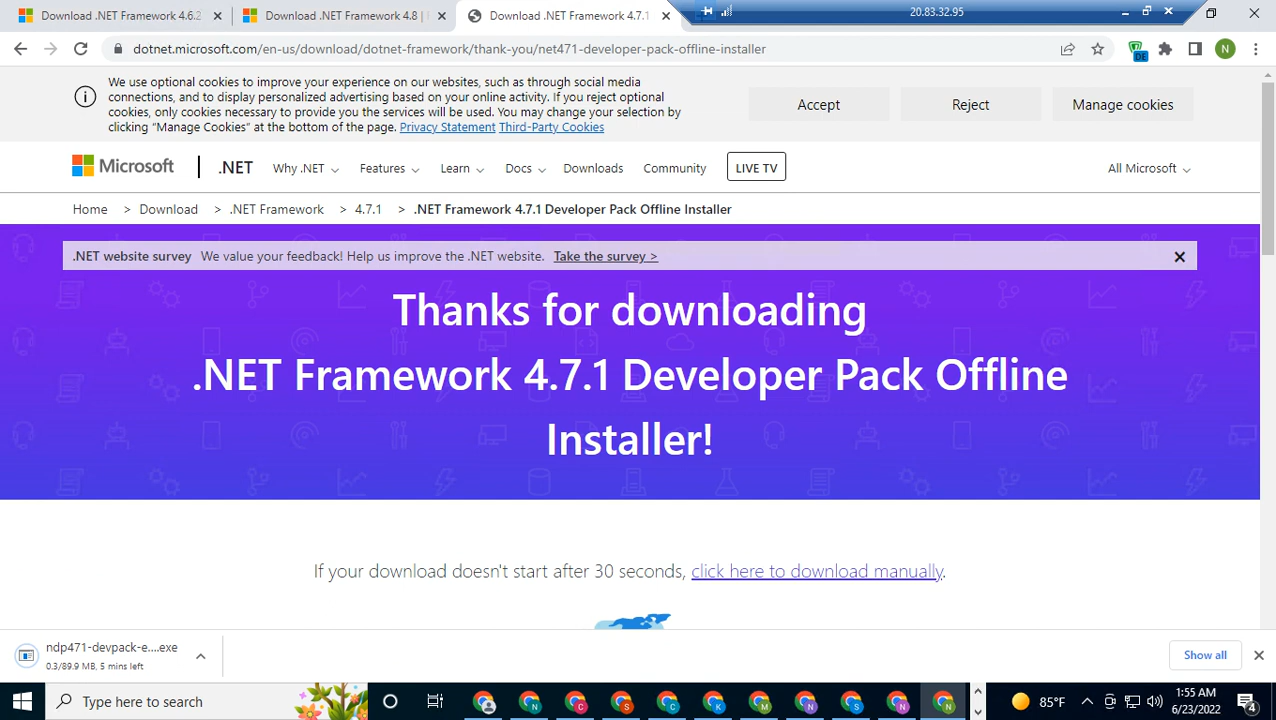 Download .NET Framework 4.6.2
Download .NET Framework 4.8 |
Download .NET Framework 4.7.1
20.83.32.95
dotnet.microsoft.com/en-us/download/dotnet-framework/thank-you/net471-developer-pack-offline-installer
DE
N
We use optional cookies to improve your experience on our websites, such as through social media
connections, and to display personalized advertising based on your online activity. If you reject optional
cookies, only cookies necessary to provide you the services will be used. You may change your selection by
clicking "Manage Cookies" at the bottom of the page. Privacy Statement Third-Party Cookies
Accept
Reject
Manage cookies
Microsoft
.NET
Why .NET
Features
Learn
Docs
Downloads
Community
LIVE TV
All Microsoft
Home > Download > .NET Framework > 4.7.1 > .NET Framework 4.7.1 Developer Pack Offline Installer
.NET website survey We value your feedback! Help us improve the .NET website. Take the survey >
Thanks for downloading
.NET Framework 4.7.1 Developer Pack Offline
Installer!
If your download doesn't start after 30 seconds, click here to download manually.
ndp471-devpack-e....exe
0.3/89.9 MB, 5 mins left
Show all
Type here to search
N
C
S
C
K
M
N
S
N
N
85°F
1:55 AM
6/23/2022
4